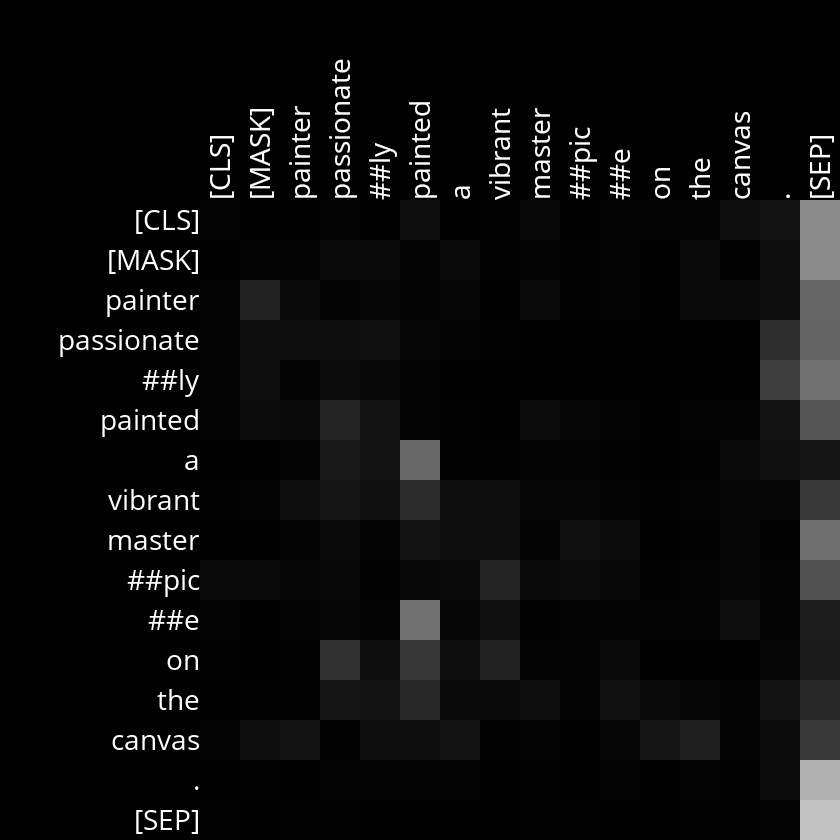 [CLS]
[MASK]
painter
passionate
##ly
painted
a
vibrant
master
##pic
##e
on
the
canvas
.
[SEP]
[CLS]
[MASK]
painter
passionate
##ly
painted
a
vibrant
master
##pic
##e
on
the
canvas
.
[SEP]